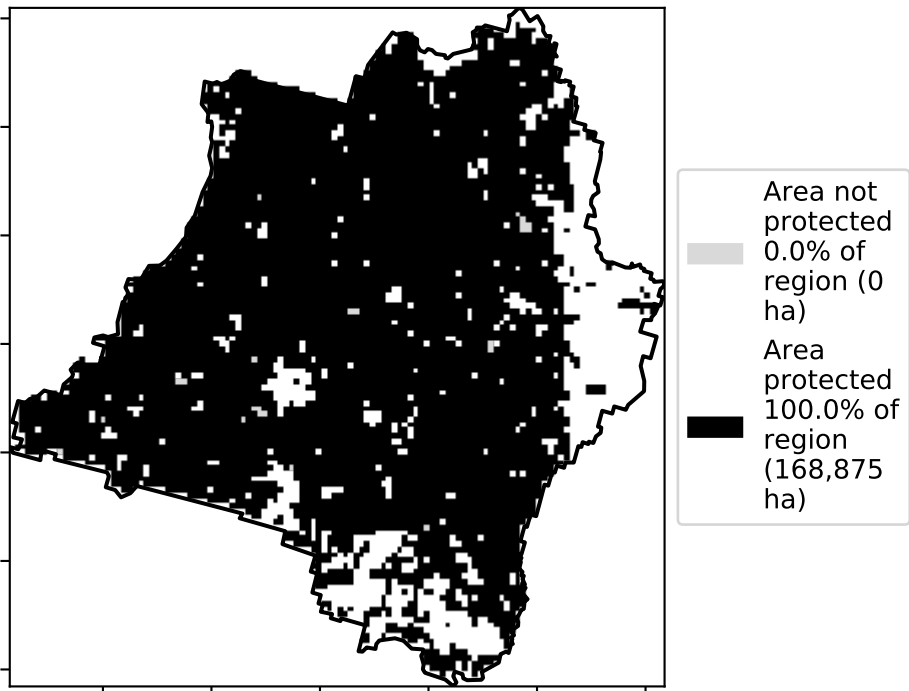 Area not
protected
0.0% of
region (0
ha)
Area
protected
100.0% of
region
(168,875
ha)